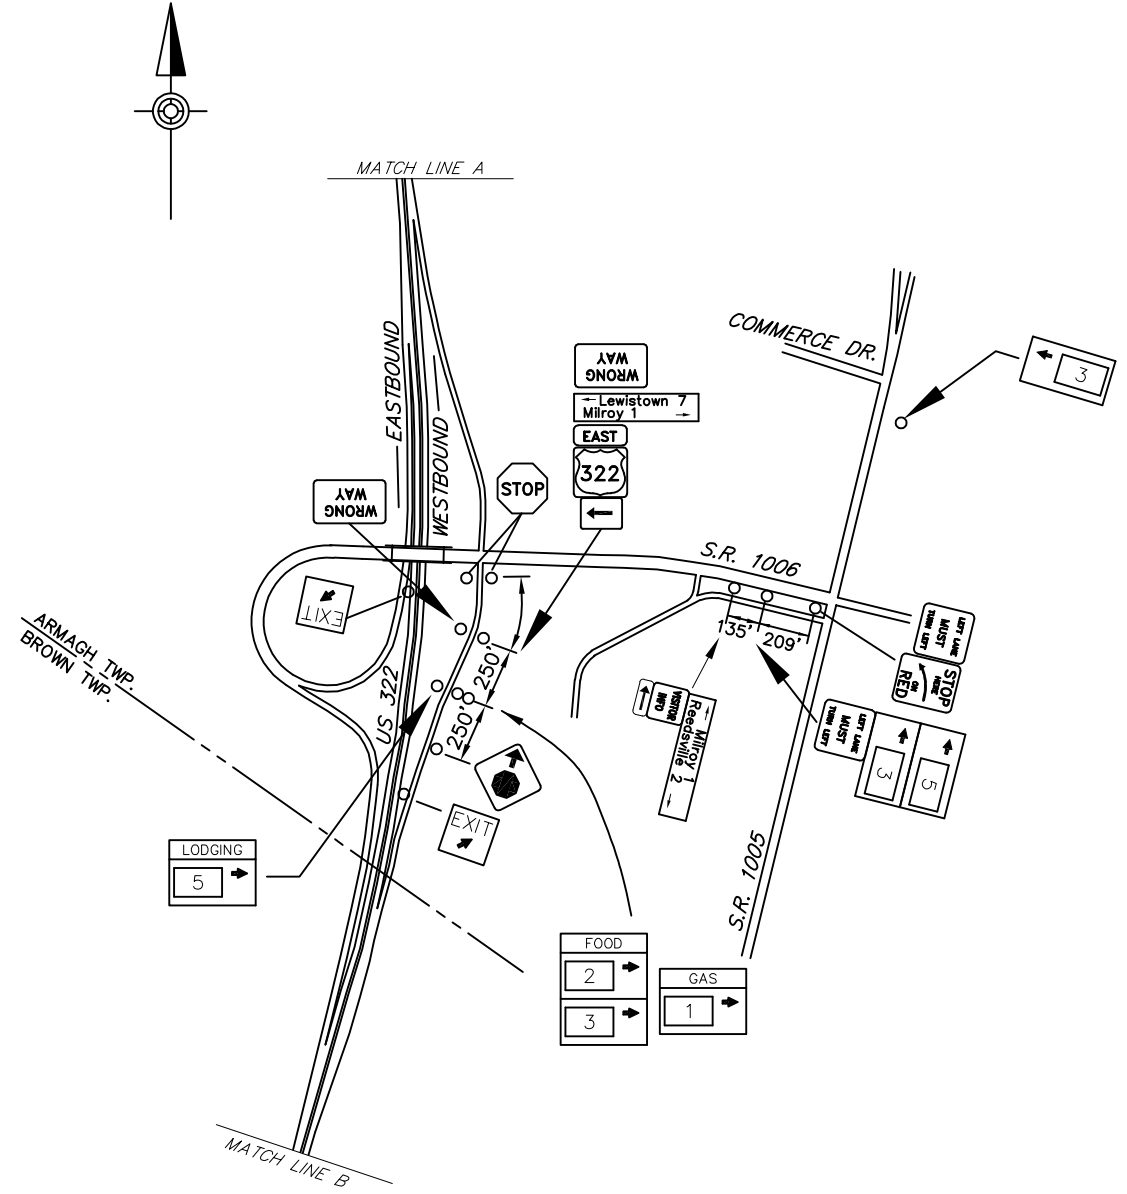 MATCH LINE A
COMMERCE DR.
EASTBOUND
WESTBOUND
WRONG
WAY
← Lewistown 7
Milroy 1 →
EAST
322
←
STOP
WRONG
WAY
3
S.R. 1006
EXIT
ARMAGH TWP.
BROWN TWP.
US 322
250'
250'
135'
209'
LEFT LANE
MUST
TURN LEFT
STOP
HERE
ON
RED
VISITOR
INFO
← Milroy 1
Reedsville 2 →
LEFT LANE
MUST
TURN LEFT
3
5
EXIT
LODGING
5
S.R. 1005
FOOD
2
3
GAS
1
MATCH LINE B